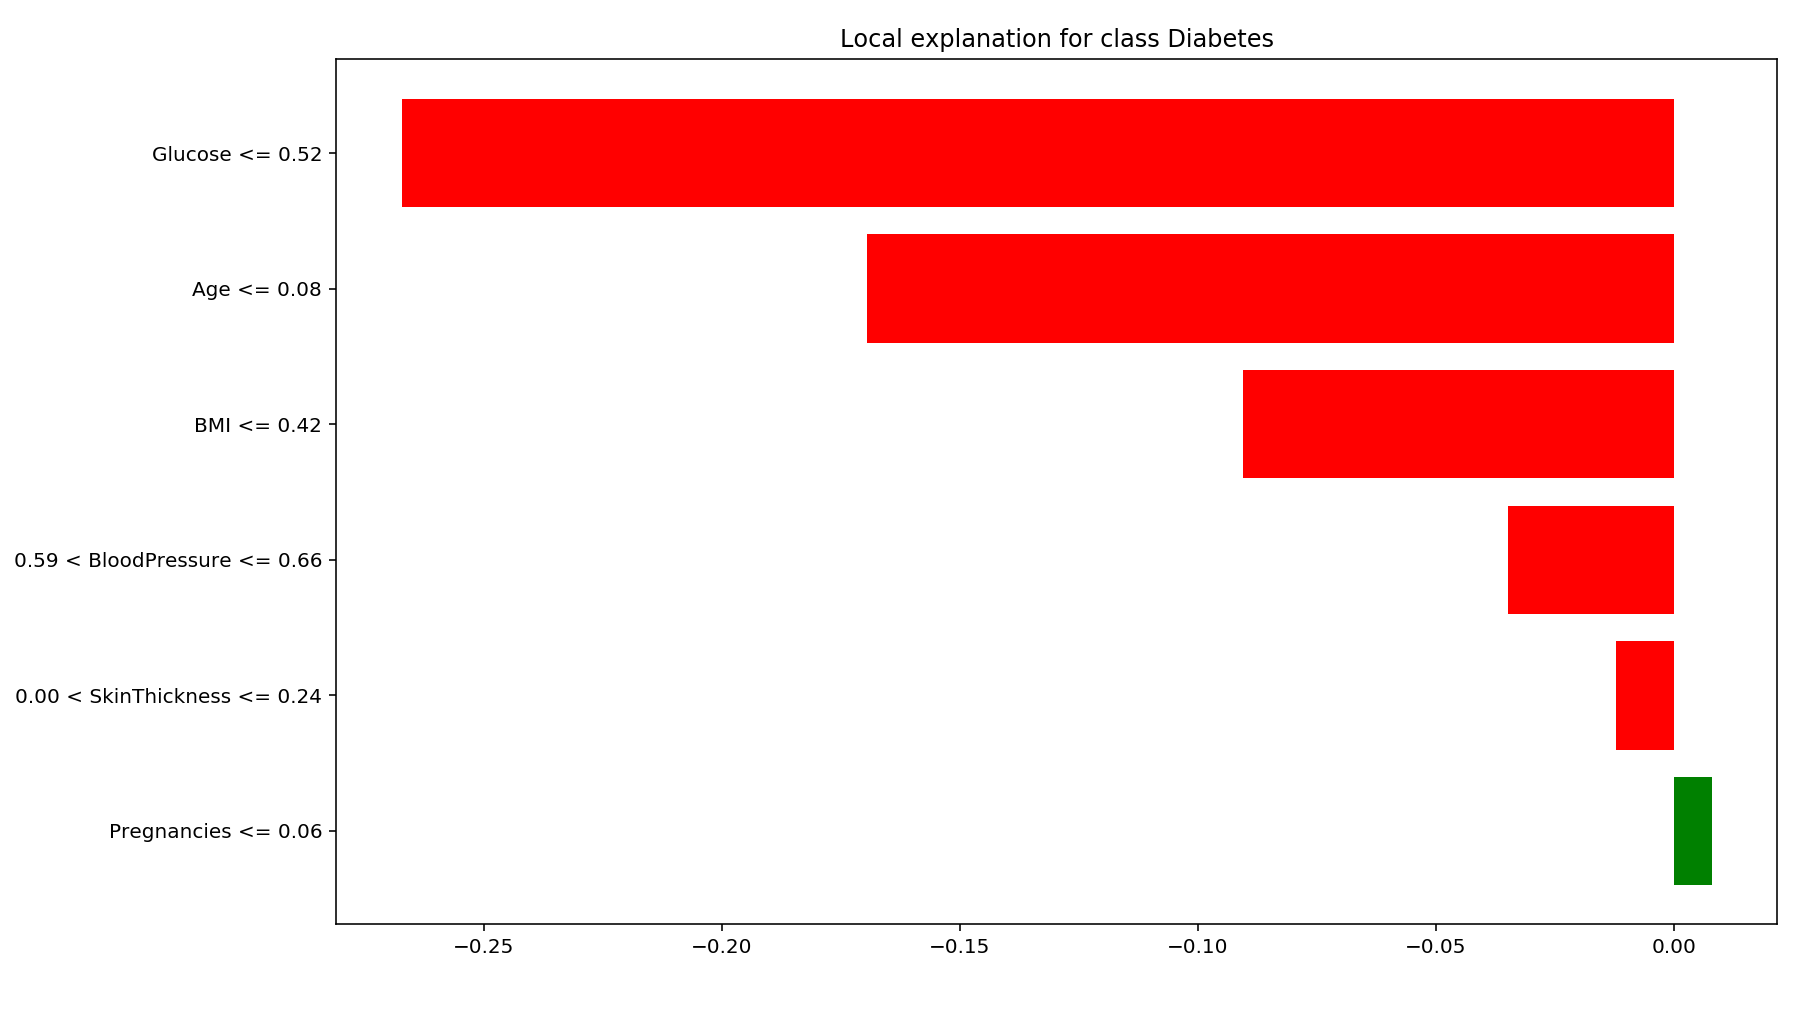 Local explanation for class Diabetes
Glucose <= 0.52
Age <= 0.08
BMI <= 0.42
0.59 < BloodPressure <= 0.66
0.00 < SkinThickness <= 0.24
Pregnancies <= 0.06
−0.25 −0.20 −0.15 −0.10 −0.05 0.00